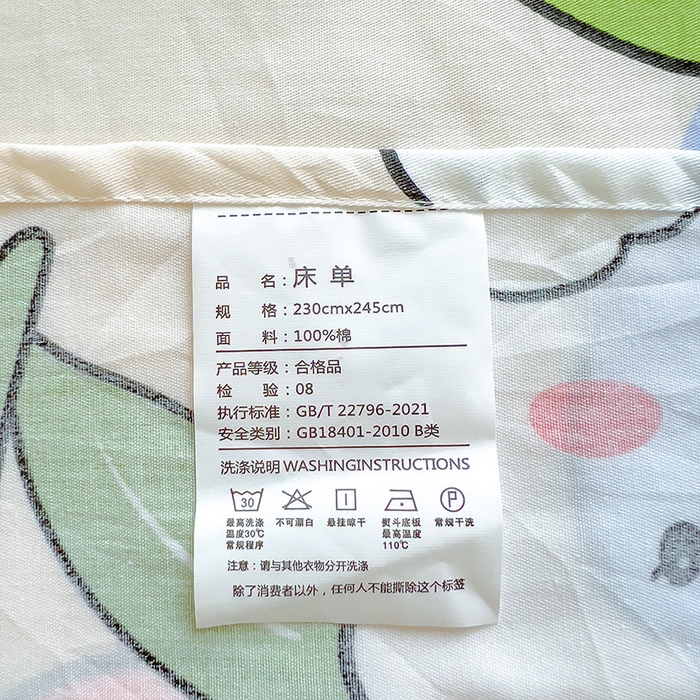 品 名：床 单
规 格：230cmx245cm
面 料：100%棉
产品等级：合格品
检 验：08
执行标准：GB/T 22796-2021
安全类别：GB18401-2010 B类
洗涤说明 WASHINGINSTRUCTIONS
30 P
最高洗涤 不可漂白 悬挂晾干 熨斗底板 常规干洗
温度30℃ 最高温度
常规程序 110℃
注意：请与其他衣物分开洗涤
除了消费者以外，任何人不能撕除这个标签